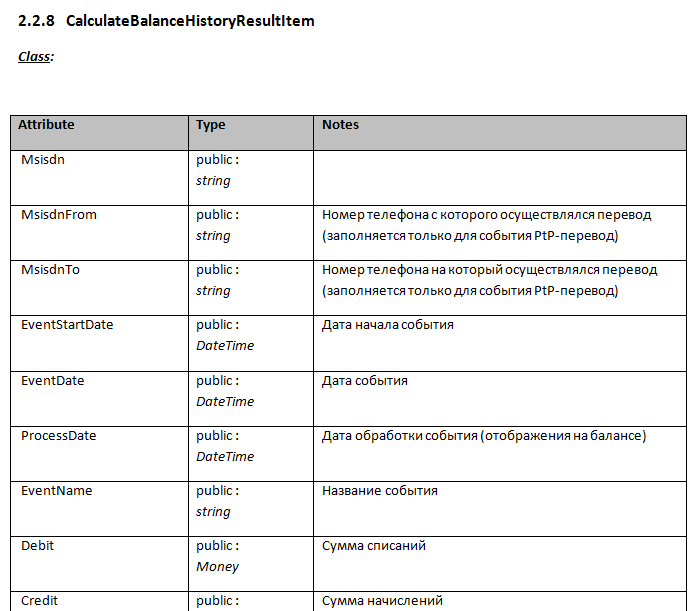 2.2.8 CalculateBalanceHistoryResultItem
Class:
Attribute Type Notes
Msisdn public :
string
MsisdnFrom public : Номер телефона с которого осуществлялся перевод
string (заполняется только для события PtP-перевод)
MsisdnTo public : Номер телефона на который осуществлялся перевод
string (заполняется только для события PtP-перевод)
EventStartDate public : Дата начала события
DateTime
EventDate public : Дата события
DateTime
ProcessDate public : Дата обработки события (отображения на балансе)
DateTime
EventName public : Название события
string
Debit public : Сумма списаний
Money
Credit public : Сумма начислений